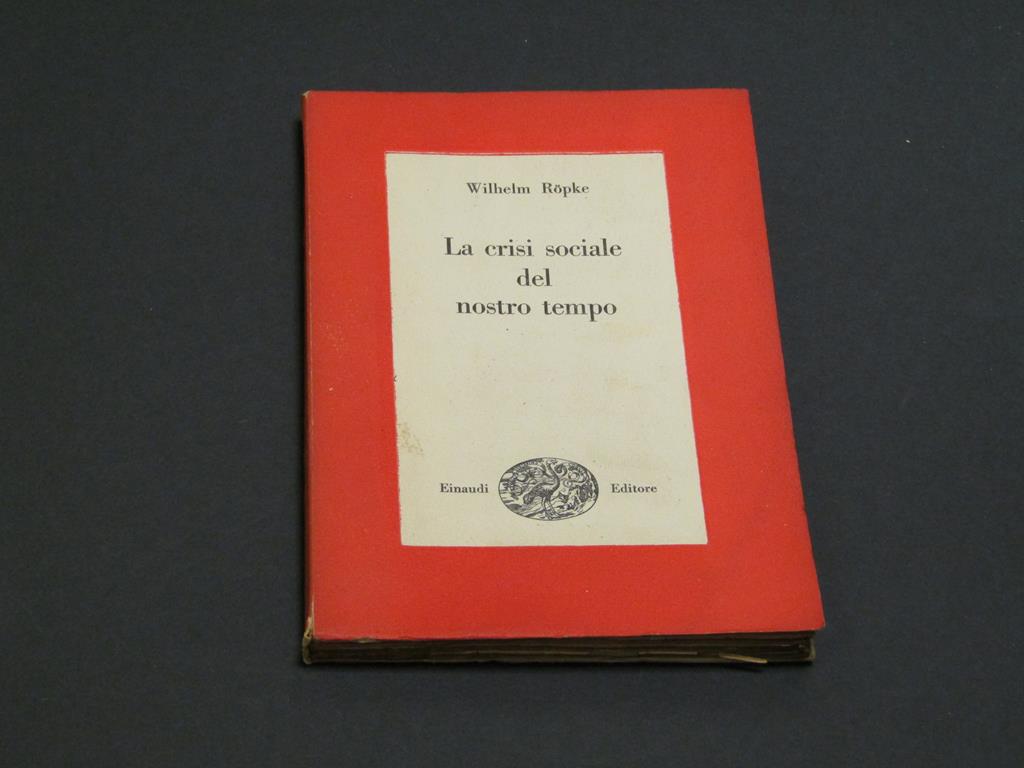 Wilhelm Röpke
La crisi sociale
del
nostro tempo
Einaudi Editore